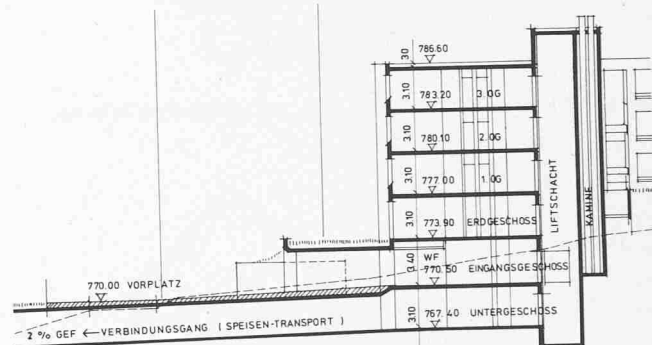 30
786.60
3.10
783.20
3.OG
3.10
780.10
2.OG
3.10
777.00
1.OG
3.10
773.90
ERDGESCHOSS
LIFTSCHACHT
KAMINE
WF
3.40
770.50
EINGANGSGESCHOSS
770.00 VORPLATZ
3.10
767.40
UNTERGESCHOSS
2 % GEF ← VERBINDUNGSGANG ( SPEISEN-TRANSPORT )